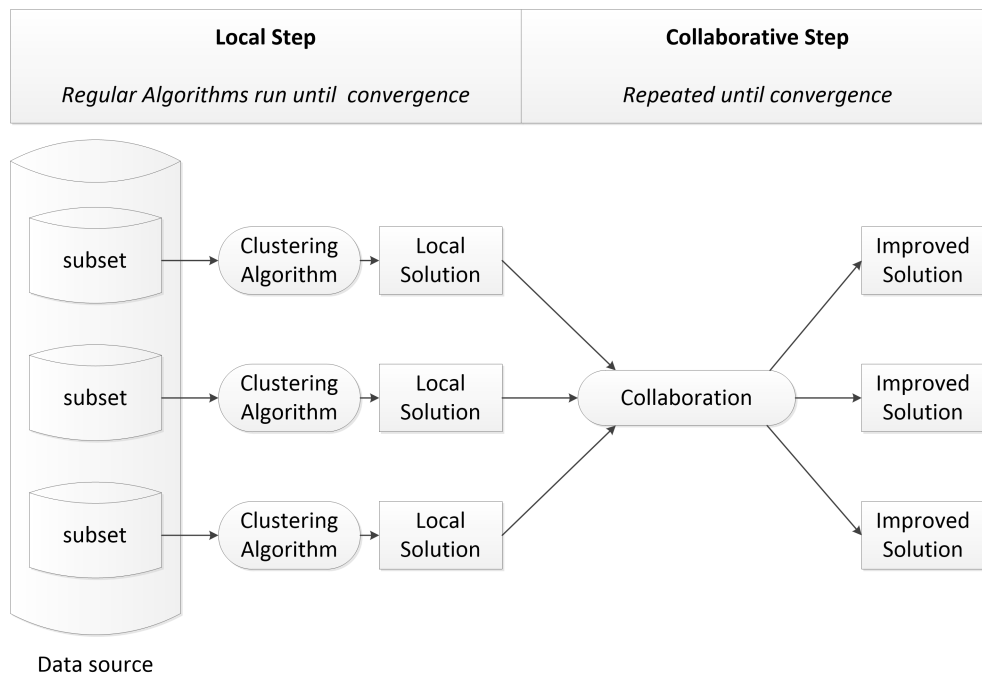 Local Step
Regular Algorithms run until convergence
Collaborative Step
Repeated until convergence
subset
Clustering
Algorithm
Local
Solution
Improved
Solution
subset
Clustering
Algorithm
Local
Solution
Collaboration
Improved
Solution
subset
Clustering
Algorithm
Local
Solution
Improved
Solution
Data source